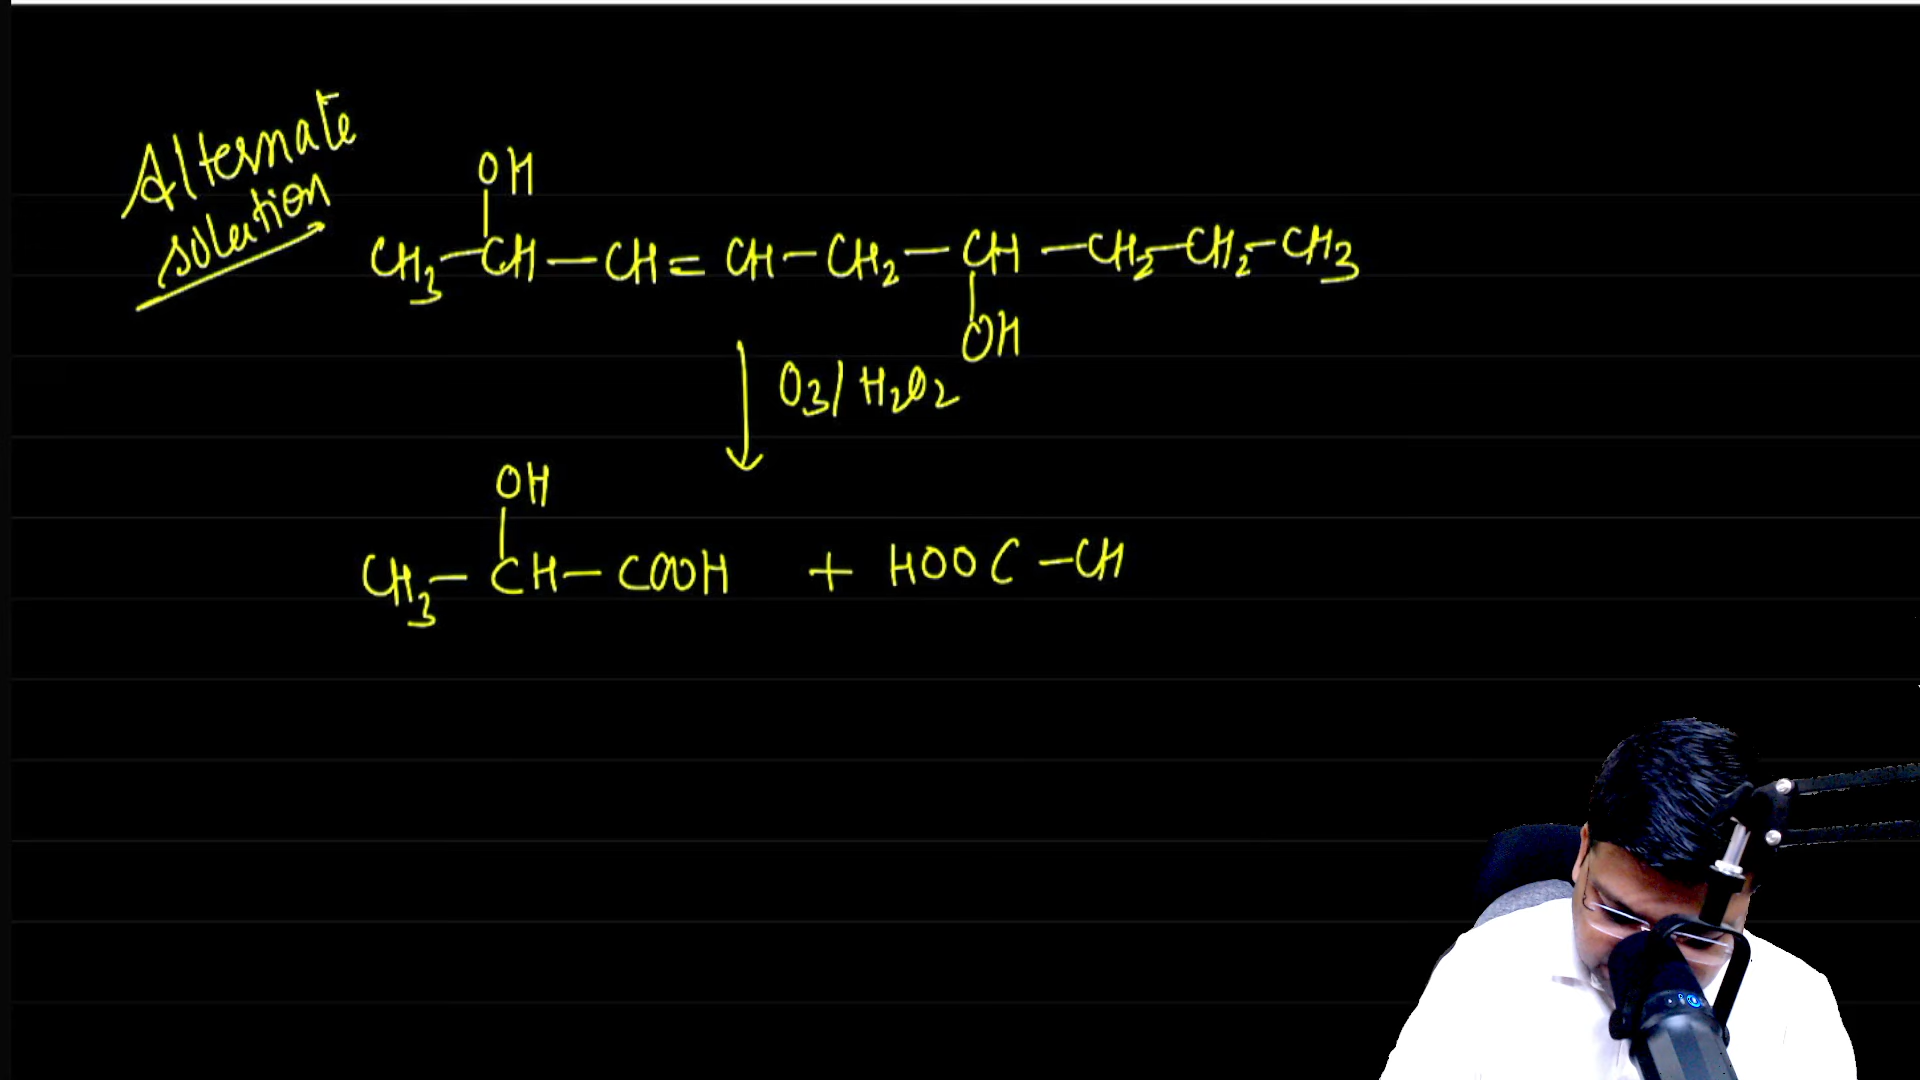 Alternate
solution
OH
CH3-CH-CH=CH-CH2-CH-CH2-CH2-CH3
OH
O3/H2O2
OH
CH3-CH-COOH + HOOC-CH